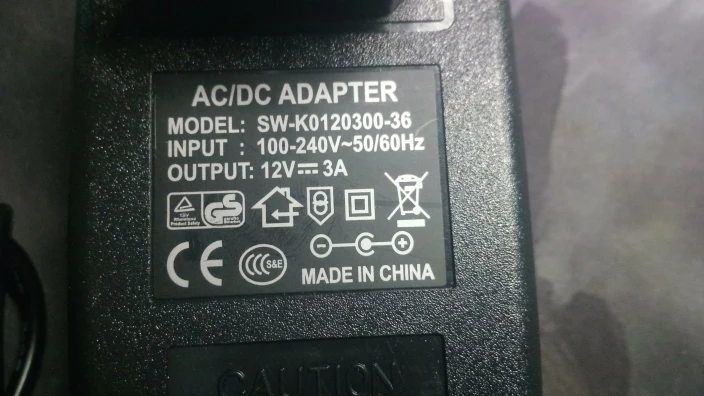 AC/DC ADAPTER
MODEL: SW-K0120300-36
INPUT : 100-240V~50/60Hz
OUTPUT: 12V⎓3A
GS
CE
CCC S&E
MADE IN CHINA
CAUTION